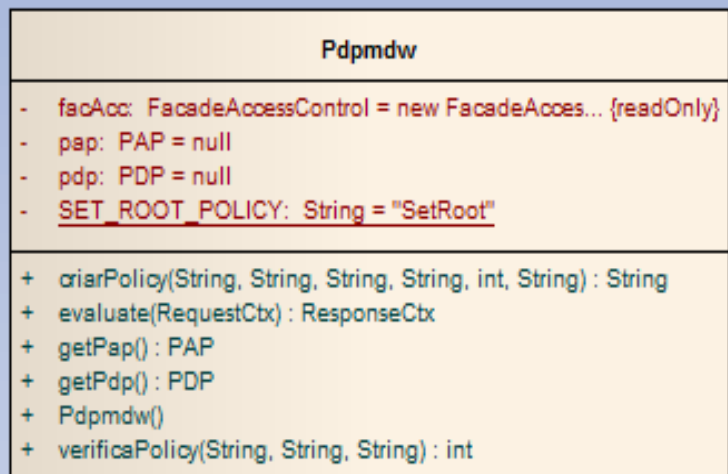 Pdpmdw
- facAcc: FacadeAccessControl = new FacadeAcces... {readOnly}
- pap: PAP = null
- pdp: PDP = null
- SET_ROOT_POLICY: String = "SetRoot"
+ criarPolicy(String, String, String, String, int, String) : String
+ evaluate(RequestCtx) : ResponseCtx
+ getPap() : PAP
+ getPdp() : PDP
+ Pdpmdw()
+ verificaPolicy(String, String, String) : int